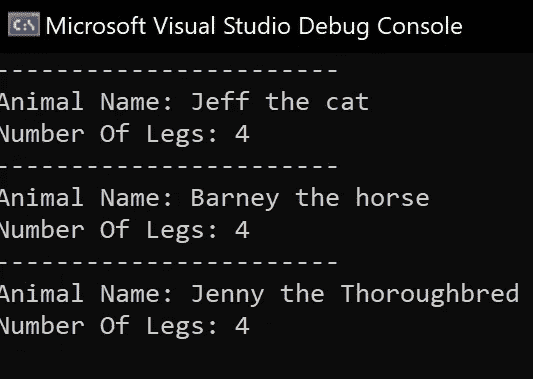 C:\ Microsoft Visual Studio Debug Console
-----------------------
Animal Name: Jeff the cat
Number Of Legs: 4
-----------------------
Animal Name: Barney the horse
Number Of Legs: 4
-----------------------
Animal Name: Jenny the Thoroughbred
Number Of Legs: 4